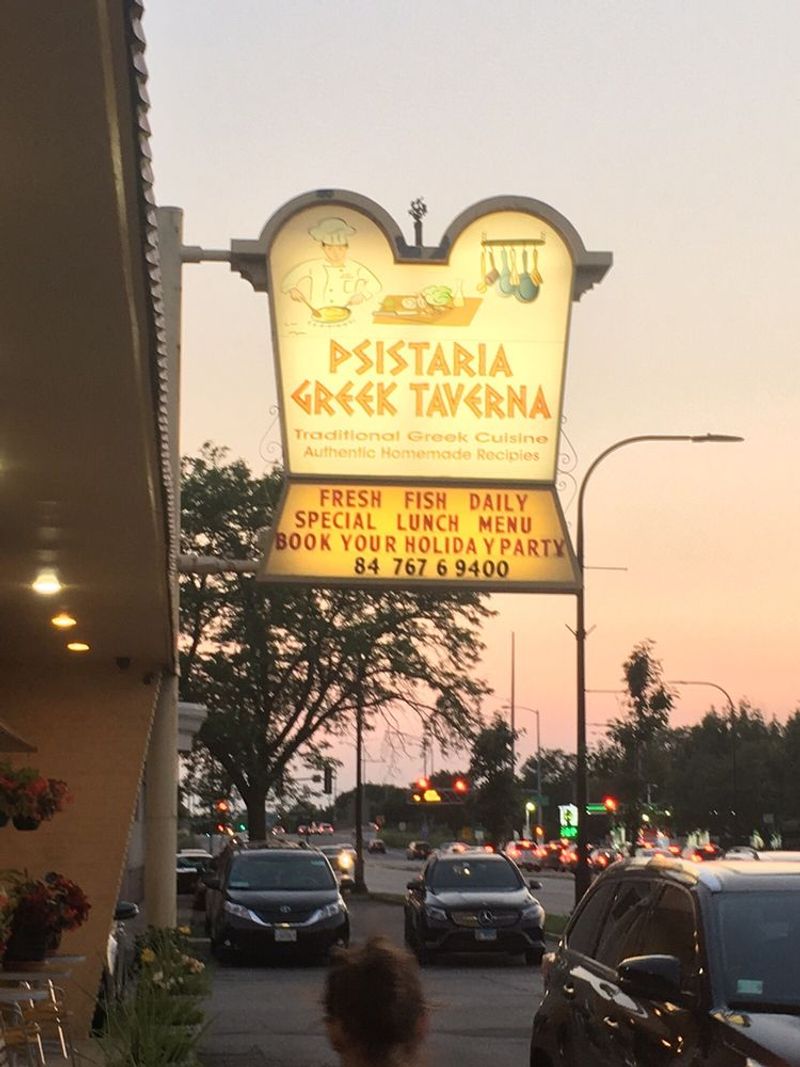 PSISTARIA
GREEK TAVERNA
Traditional Greek Cuisine
Authentic Homemade Recipies
FRESH FISH DAILY
SPECIAL LUNCH MENU
BOOK YOUR HOLIDAY PARTY
84 767 6 9400